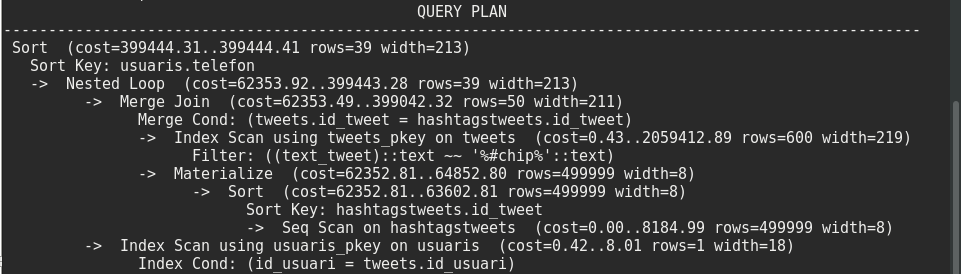 QUERY PLAN
--------------------------------------------------------------------------------------------------------------
Sort  (cost=399444.31..399444.41 rows=39 width=213)
  Sort Key: usuaris.telefon
  ->  Nested Loop  (cost=62353.92..399443.28 rows=39 width=213)
        ->  Merge Join  (cost=62353.49..399042.32 rows=50 width=211)
              Merge Cond: (tweets.id_tweet = hashtagstweets.id_tweet)
              ->  Index Scan using tweets_pkey on tweets  (cost=0.43..2059412.89 rows=600 width=219)
                    Filter: ((text_tweet)::text ~~ '%#chip%'::text)
              ->  Materialize  (cost=62352.81..64852.80 rows=499999 width=8)
                    ->  Sort  (cost=62352.81..63602.81 rows=499999 width=8)
                          Sort Key: hashtagstweets.id_tweet
                          ->  Seq Scan on hashtagstweets  (cost=0.00..8184.99 rows=499999 width=8)
        ->  Index Scan using usuaris_pkey on usuaris  (cost=0.42..8.01 rows=1 width=18)
              Index Cond: (id_usuari = tweets.id_usuari)